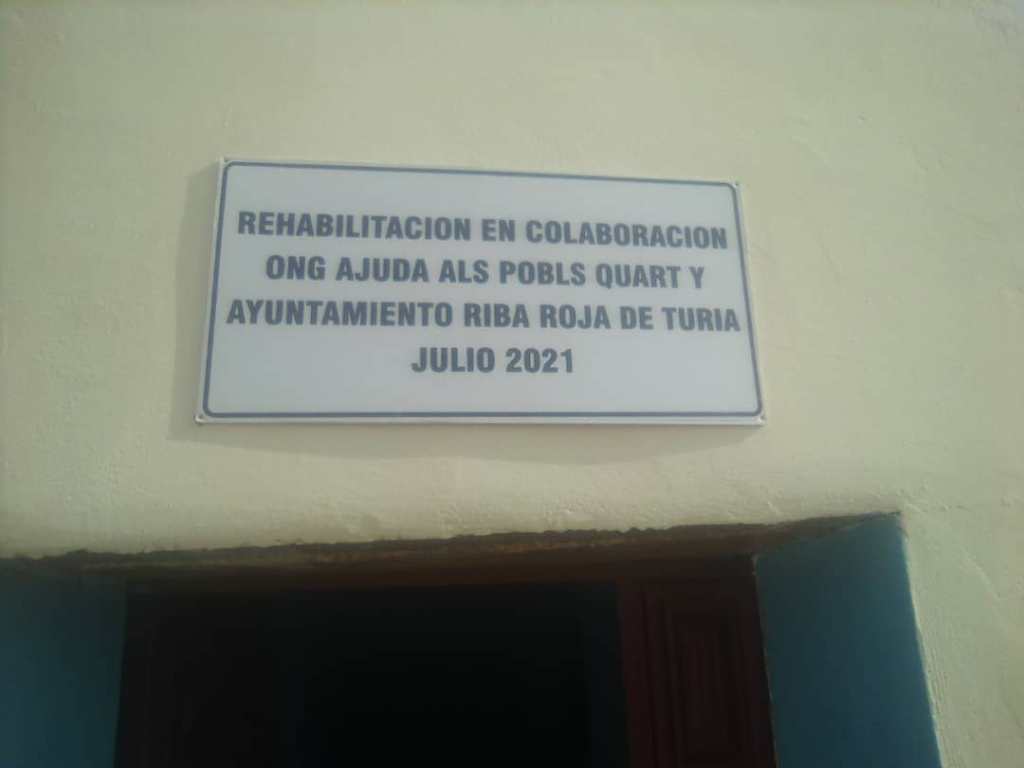 REHABILITACION EN COLABORACION
ONG AJUDA ALS POBLS QUART Y
AYUNTAMIENTO RIBA ROJA DE TURIA
JULIO 2021